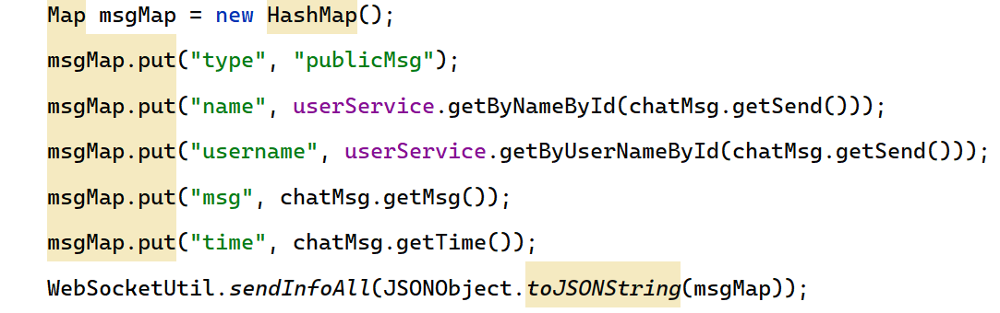 Map msgMap = new HashMap();
msgMap.put("type", "publicMsg");
msgMap.put("name", userService.getByNameById(chatMsg.getSend()));
msgMap.put("username", userService.getByUserNameById(chatMsg.getSend()));
msgMap.put("msg", chatMsg.getMsg());
msgMap.put("time", chatMsg.getTime());
WebSocketUtil.sendInfoAll(JSONObject.toJSONString(msgMap));